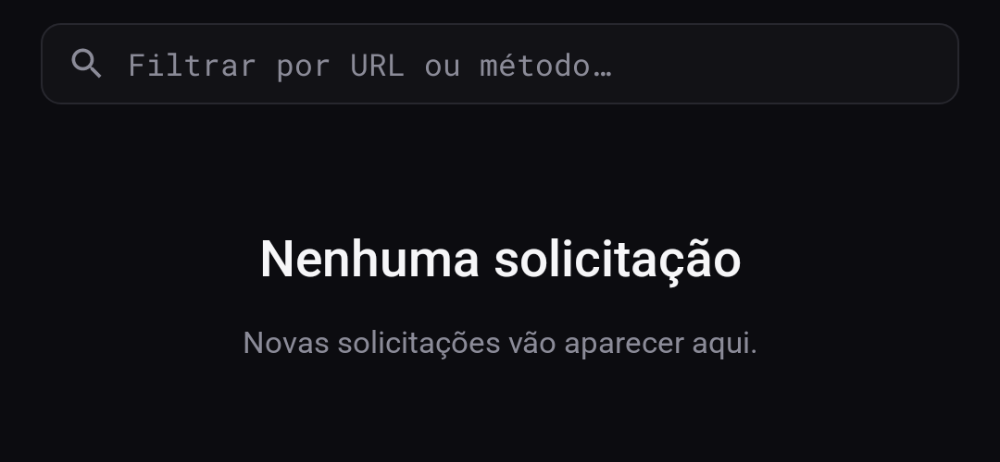 Filtrar por URL ou método…
Nenhuma solicitação
Novas solicitações vão aparecer aqui.